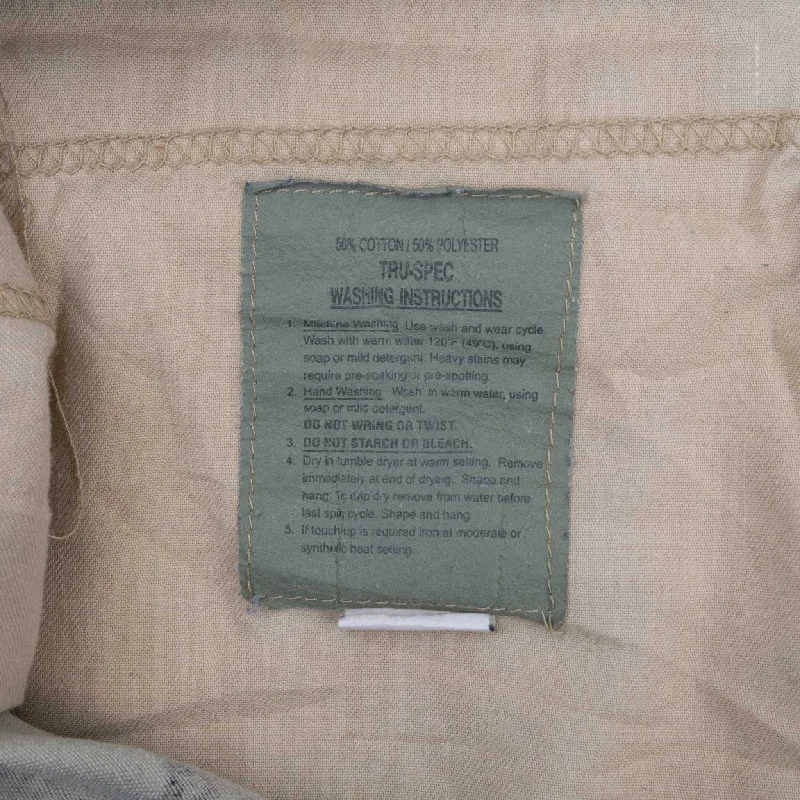 50% COTTON / 50% POLYESTER
TRU-SPEC
WASHING INSTRUCTIONS
1. Machine Washing. Use wash and wear cycle.
Wash with warm water 120°F (49°C), using
soap or mild detergent. Heavy stains may
require pre-soaking or pre-spotting.
2. Hand Washing. Wash in warm water, using
soap or mild detergent.
DO NOT WRING OR TWIST.
3. DO NOT STARCH OR BLEACH.
4. Dry in tumble dryer at warm setting. Remove
immediately at end of drying. Shape and
hang. To drip dry remove from water before
last spin cycle. Shape and hang.
5. If touch-up is required iron at moderate or
synthetic heat setting.